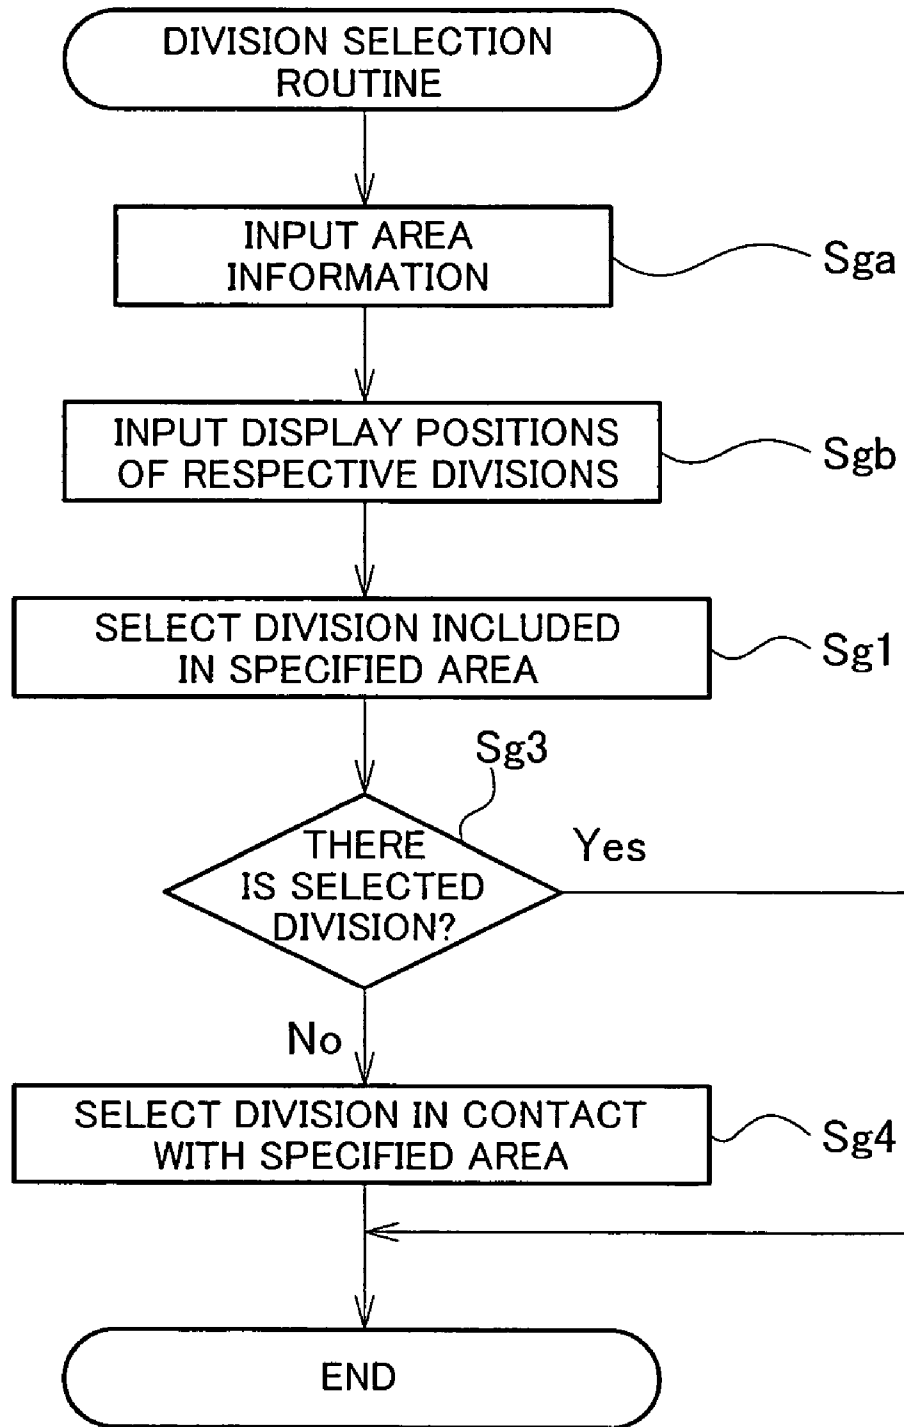 DIVISION SELECTION
ROUTINE
INPUT AREA
INFORMATION
Sga
INPUT DISPLAY POSITIONS
OF RESPECTIVE DIVISIONS
Sgb
SELECT DIVISION INCLUDED
IN SPECIFIED AREA
Sg1
Sg3
THERE
IS SELECTED
DIVISION?
Yes
No
SELECT DIVISION IN CONTACT
WITH SPECIFIED AREA
Sg4
END